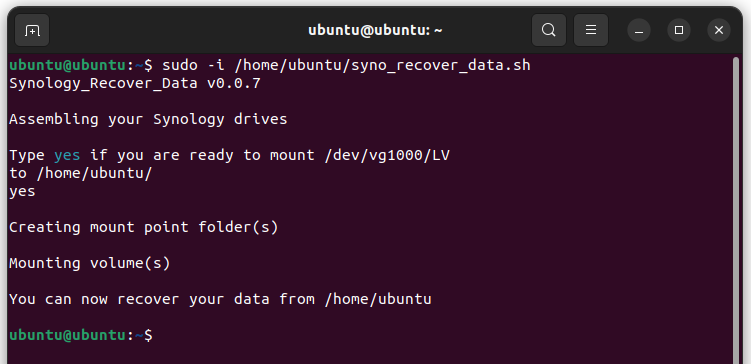 ubuntu@ubuntu: ~
ubuntu@ubuntu:~$ sudo -i /home/ubuntu/syno_recover_data.sh
Synology_Recover_Data v0.0.7
Assembling your Synology drives
Type yes if you are ready to mount /dev/vg1000/LV
to /home/ubuntu/
yes
Creating mount point folder(s)
Mounting volume(s)
You can now recover your data from /home/ubuntu
ubuntu@ubuntu:~$